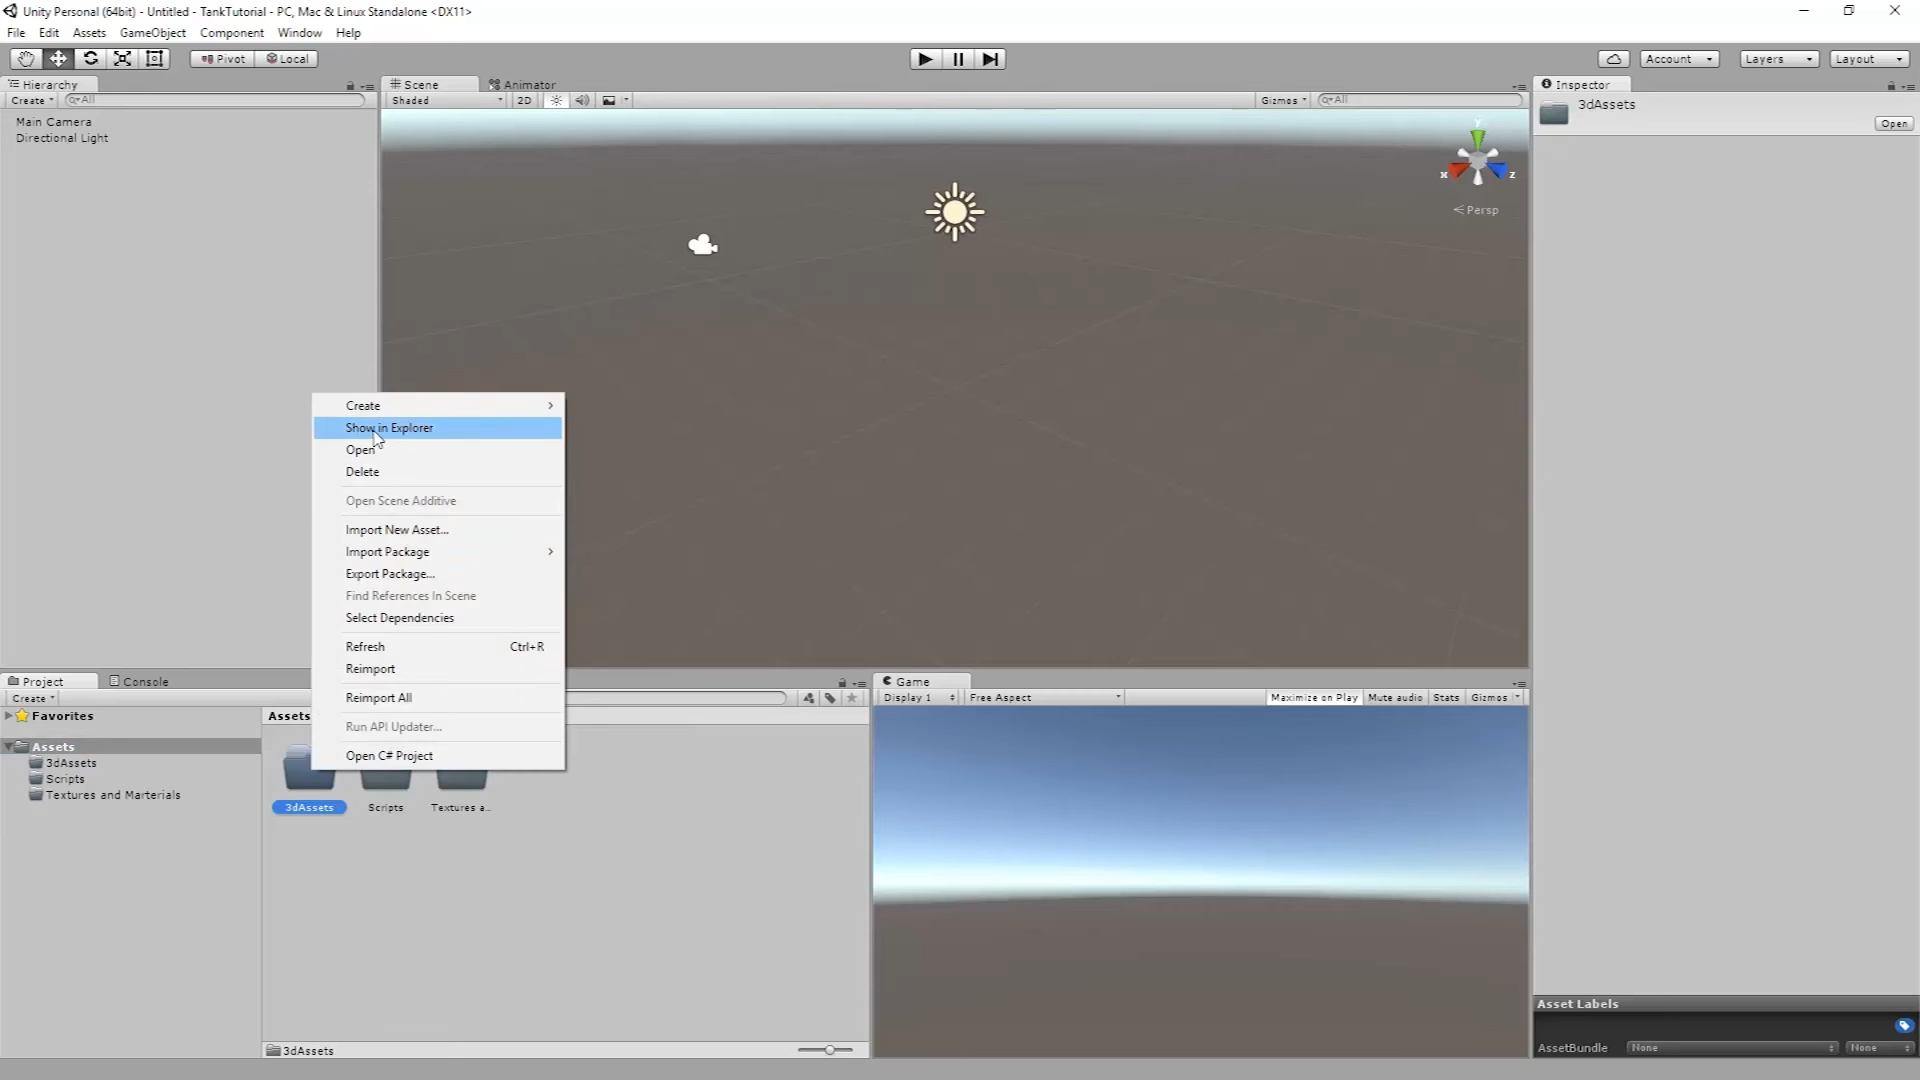 Unity Personal (64bit) - Untitled - TankTutorial - PC, Mac & Linux Standalone <DX11>
File Edit Assets GameObject Component Window Help
Pivot Local Account Layers Layout
Hierarchy
Create All
Main Camera
Directional Light
Scene Animator
Shaded 2D Gizmos All
y
x z
Persp
Inspector
3dAssets
Open
Create
Show in Explorer
Open
Delete
Open Scene Additive
Import New Asset...
Import Package
Export Package...
Find References In Scene
Select Dependencies
Refresh Ctrl+R
Reimport
Reimport All
Run API Updater...
Open C# Project
Project Console
Create
Favorites
Assets
3dAssets
Scripts
Textures and Marterials
Assets
3dAssets Scripts Textures a..
3dAssets
Game
Display 1 Free Aspect Maximize on Play Mute audio Stats Gizmos
Asset Labels
AssetBundle None None